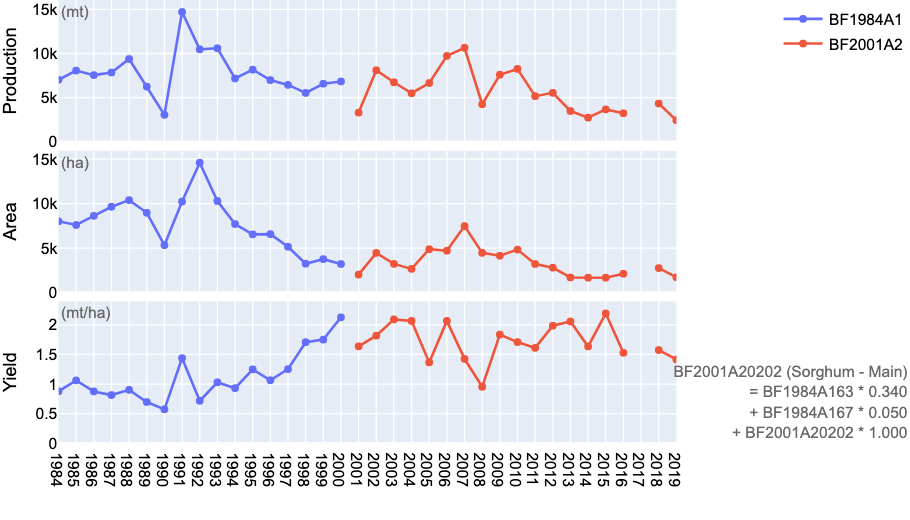 Production
15k
10k
5k
0
(mt)
BF1984A1
BF2001A2
Area
15k
10k
5k
0
(ha)
Yield
2
1.5
1
0.5
0
(mt/ha)
BF2001A20202 (Sorghum - Main)
= BF1984A163 * 0.340
+ BF1984A167 * 0.050
+ BF2001A20202 * 1.000
1984
1985
1986
1987
1988
1989
1990
1991
1992
1993
1994
1995
1996
1997
1998
1999
2000
2001
2002
2003
2004
2005
2006
2007
2008
2009
2010
2011
2012
2013
2014
2015
2016
2017
2018
2019